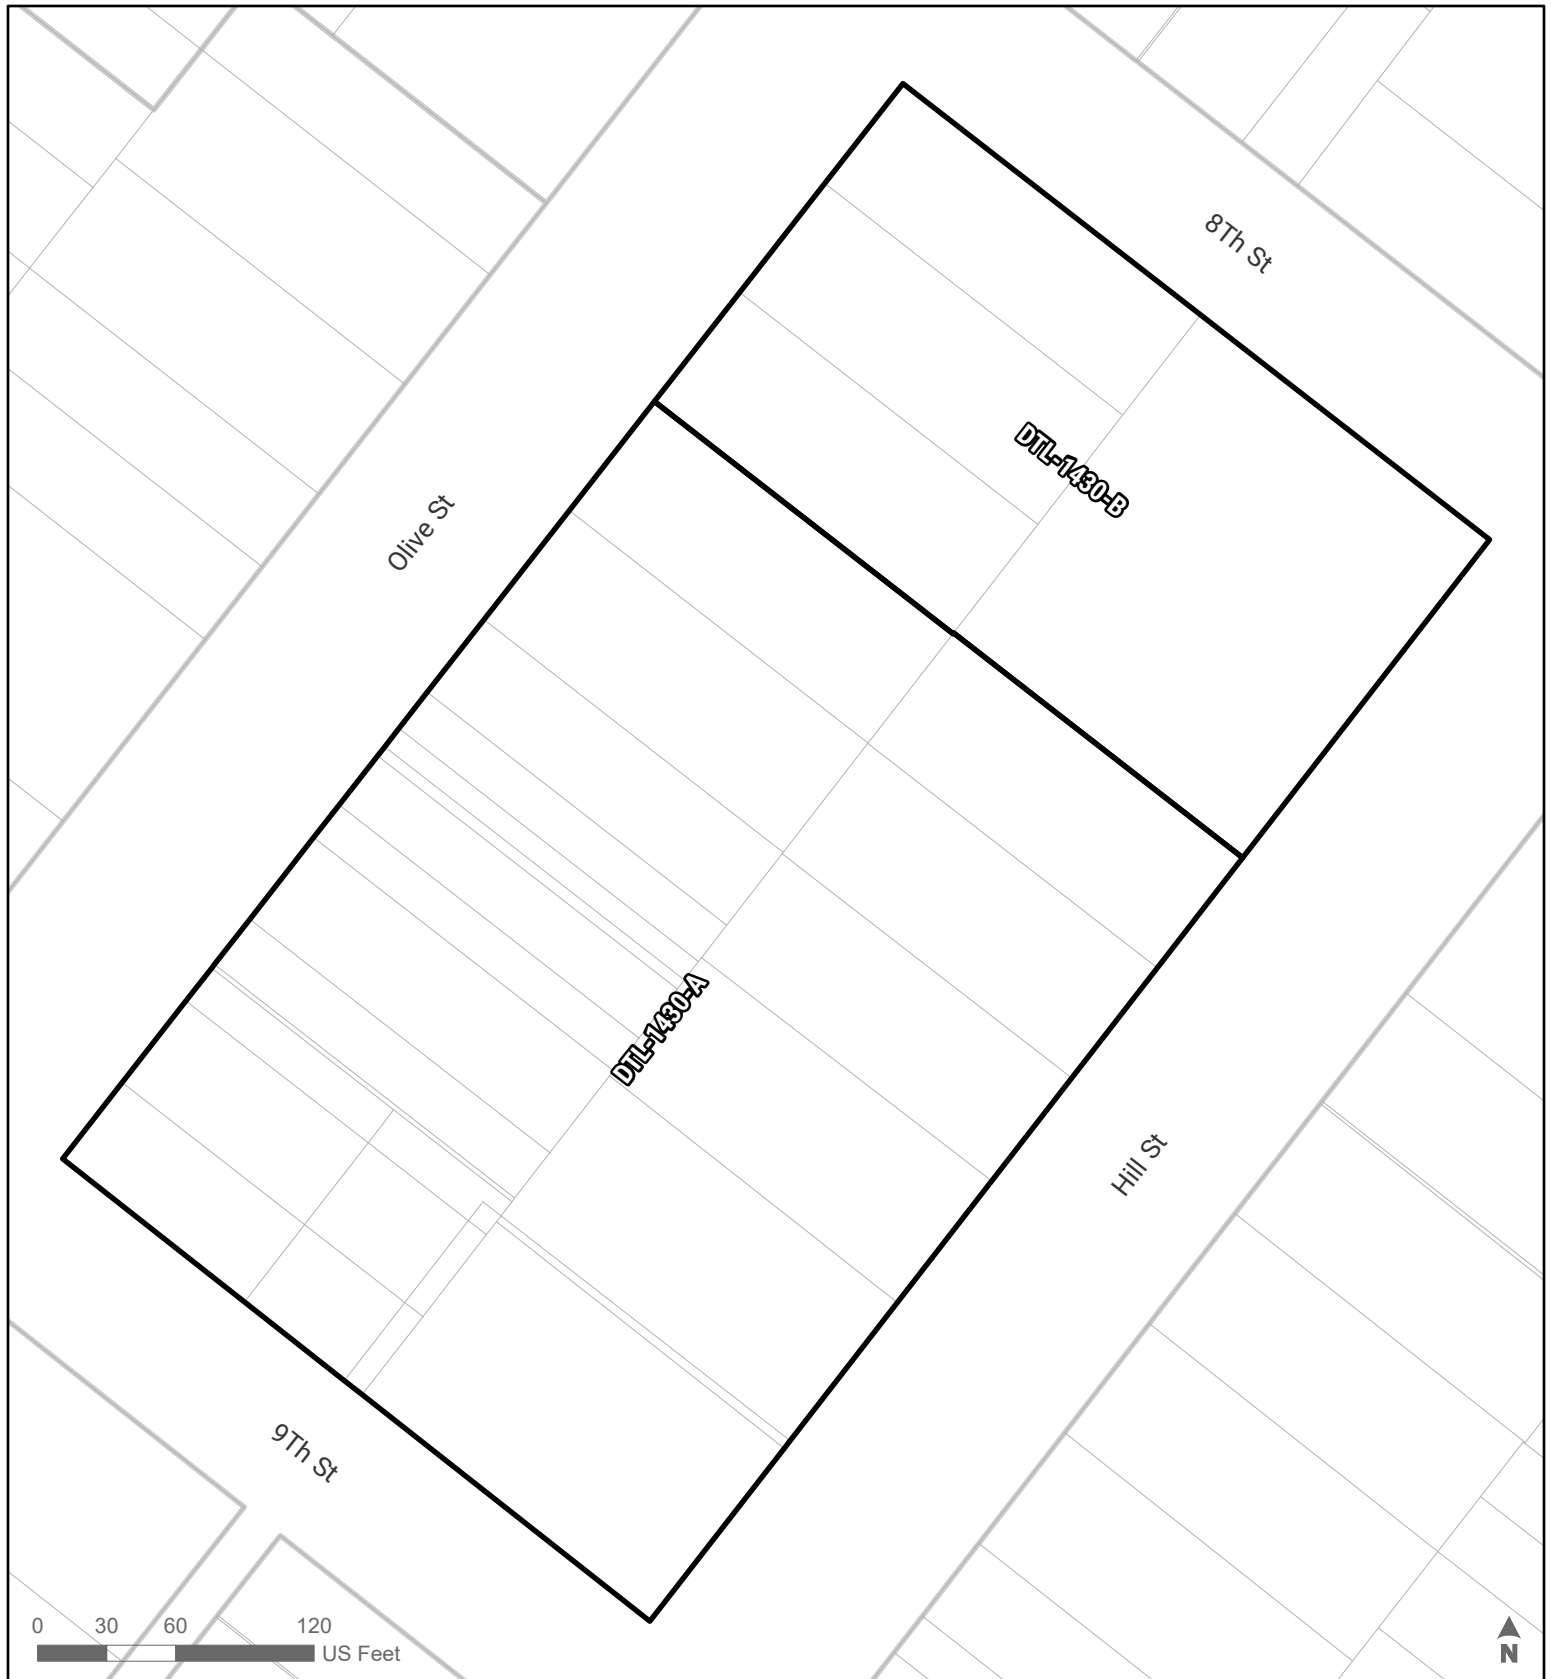 8Th St
DTL-1430-B
Olive St
DTL-1430-A
Hill St
9Th St
0 30 60 120
US Feet
N